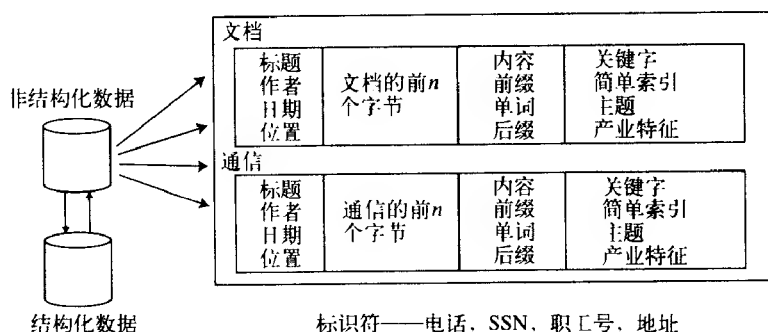 文档
标题 文档的前n 内容 关键字
作者 个字节 前缀 简单索引
日期 单词 主题
位置 后缀 产业特征
非结构化数据
通信
标题 通信的前n 内容 关键字
作者 个字节 前缀 简单索引
日期 单词 主题
位置 后缀 产业特征
结构化数据
标识符——电话、SSN、职工号、地址